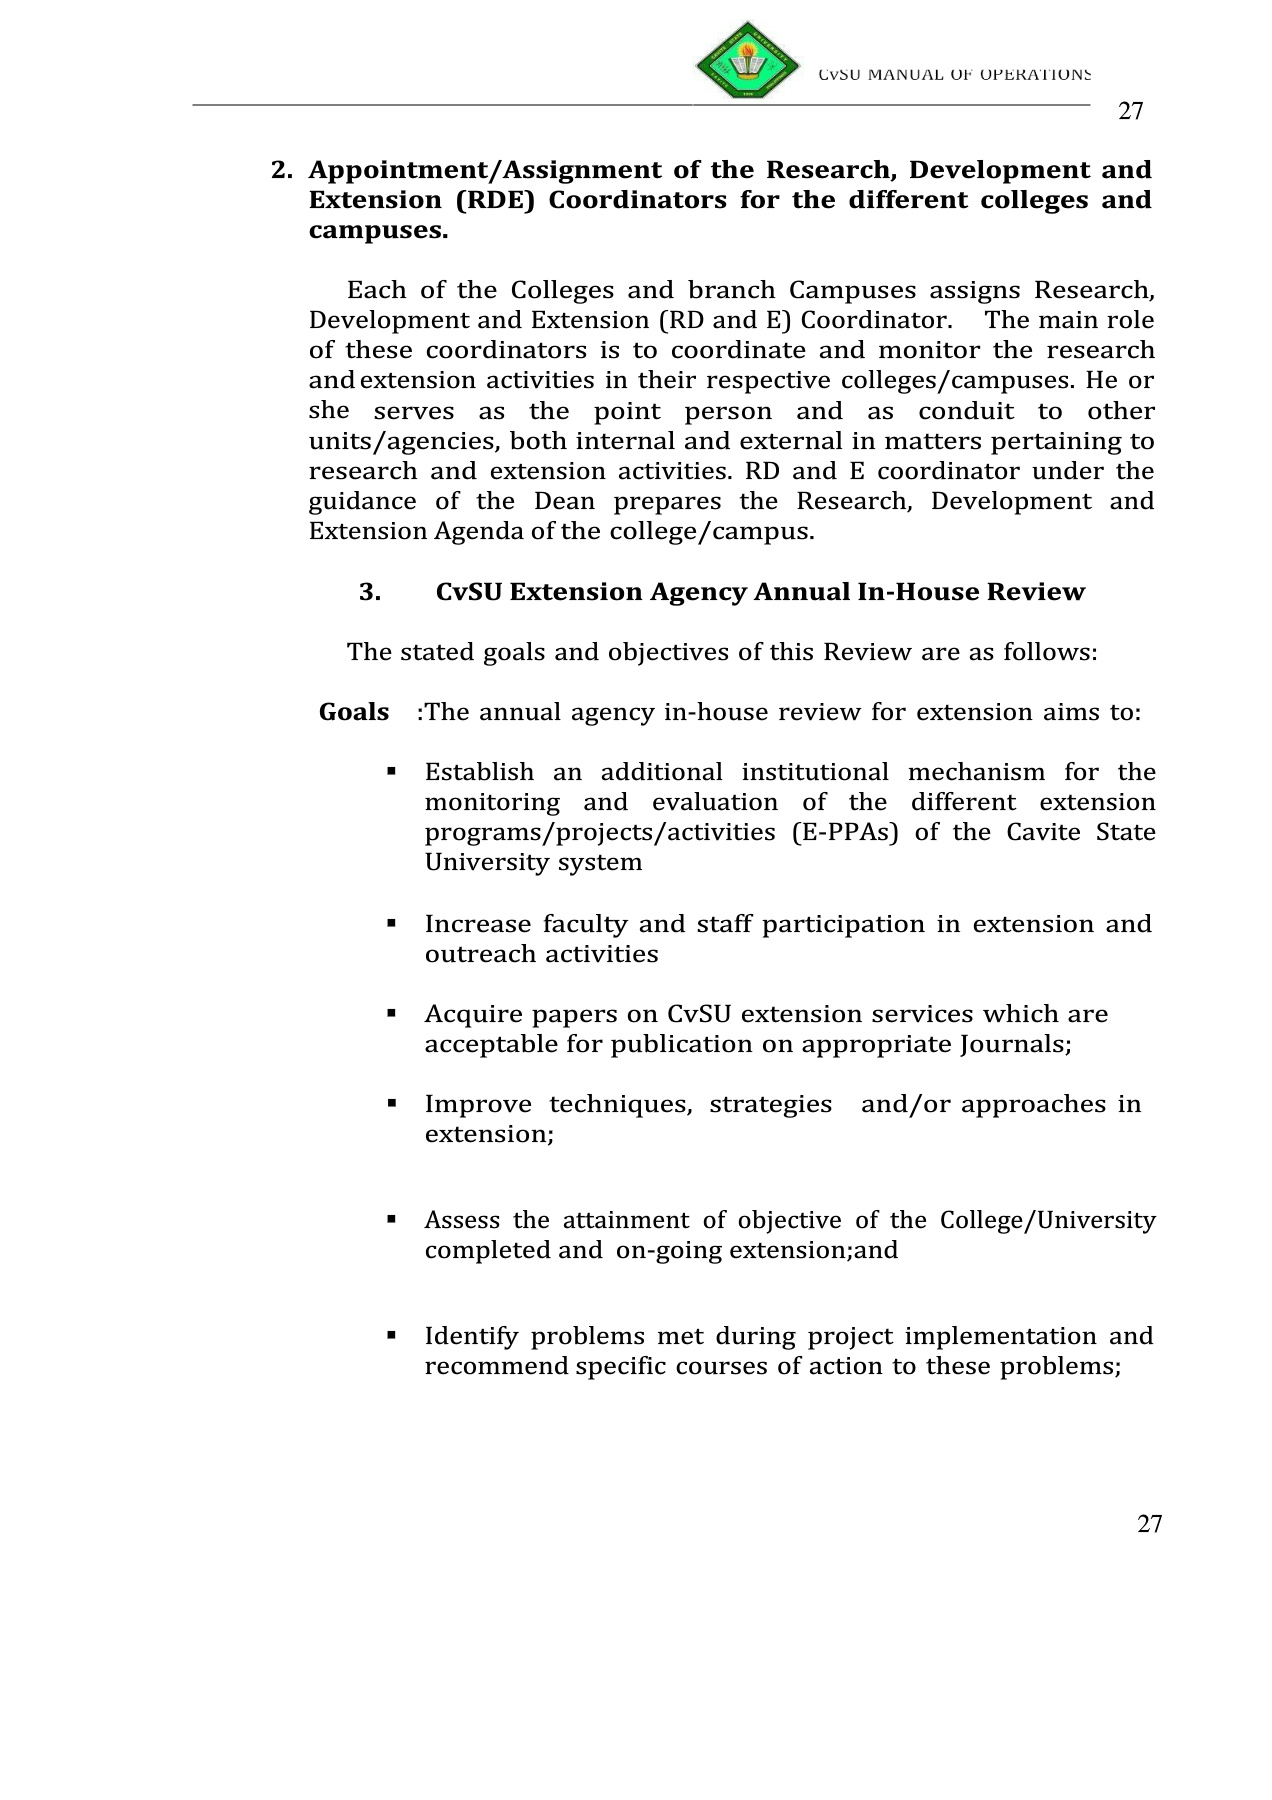 CvSU MANUAL OF OPERATIONS
27
2. Appointment/Assignment of the Research, Development and
Extension (RDE) Coordinators for the different colleges and
campuses.
Each of the Colleges and branch Campuses assigns Research,
Development and Extension (RD and E) Coordinator. The main role
of these coordinators is to coordinate and monitor the research
and extension activities in their respective colleges/campuses. He or
she serves as the point person and as conduit to other
units/agencies, both internal and external in matters pertaining to
research and extension activities. RD and E coordinator under the
guidance of the Dean prepares the Research, Development and
Extension Agenda of the college/campus.
3. CvSU Extension Agency Annual In-House Review
The stated goals and objectives of this Review are as follows:
Goals :The annual agency in-house review for extension aims to:
▪ Establish an additional institutional mechanism for the
monitoring and evaluation of the different extension
programs/projects/activities (E-PPAs) of the Cavite State
University system
▪ Increase faculty and staff participation in extension and
outreach activities
▪ Acquire papers on CvSU extension services which are
acceptable for publication on appropriate Journals;
▪ Improve techniques, strategies and/or approaches in
extension;
▪ Assess the attainment of objective of the College/University
completed and on-going extension;and
▪ Identify problems met during project implementation and
recommend specific courses of action to these problems;
27